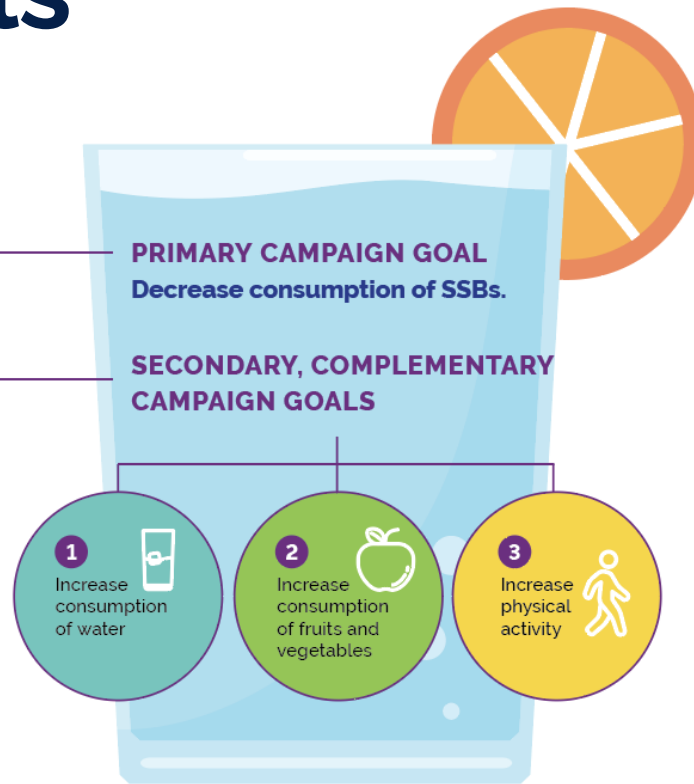 ts
PRIMARY CAMPAIGN GOAL
Decrease consumption of SSBs.
SECONDARY, COMPLEMENTARY
CAMPAIGN GOALS
1
Increase
consumption
of water
2
Increase
consumption
of fruits and
vegetables
3
Increase
physical
activity